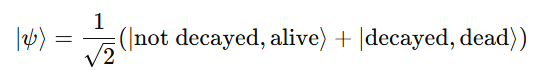 |ψ⟩ = 1/√2 (|not decayed, alive⟩ + |decayed, dead⟩)